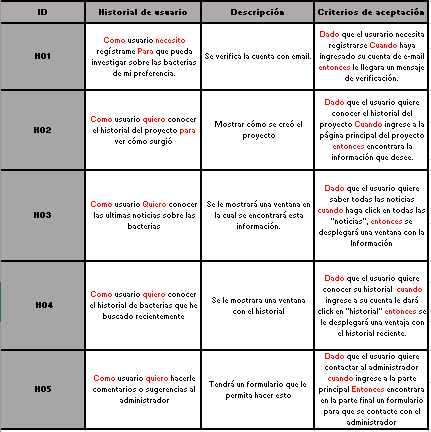 ID
Historial de usuario
Descripción
Criterios de aceptación
H01
Como usuario necesito
regístrame Para que pueda
investigar sobre las bacterias
de mi preferencia.
Se verifica la cuenta con email.
Dado que el usurario necesita
registrarse Cuando haya
ingresado su cuenta de e-mail
entonces le llegara un mensaje
de verificación.
H02
Como usuario quiero conocer
el historial del proyecto para
ver cómo surgió
Mostrar cómo se creó el
proyecto
Dado que el usuario quiere
conocer el historial del
proyecto Cuando ingrese a la
página principal del proyecto
entonces encontrara la
información que desee.
H03
Como usuario Quiero conocer
las ultimas noticias sobre las
bacterias
Se le mostrará una ventana en
la cual se encontrará esta
información.
Dado que el usuario quiere
saber todas las noticias
cuando haga click en todas las
"noticias", entonces se
desplegará una ventana con la
Información
H04
Como usuario quiero conocer
el historial de bacterias que he
buscado recientemente
Se le mostrara una ventana
con el historial
Dado que el usuario quiere
conocer su historial cuando
ingrese a su cuenta le dará
click en "historial" entonces se
le desplegará una ventaja con
el historial reciente.
H05
Como usuario quiero hacerle
comentarios o sugerencias al
administrador
Tendrá un formulario que le
permita hacer esto
Dado que el usuario quiere
contactar al administrador
cuando ingrese a la parte
principal Entonces encontrara
en la parte final un formulario
para que se contacte con el
administrador